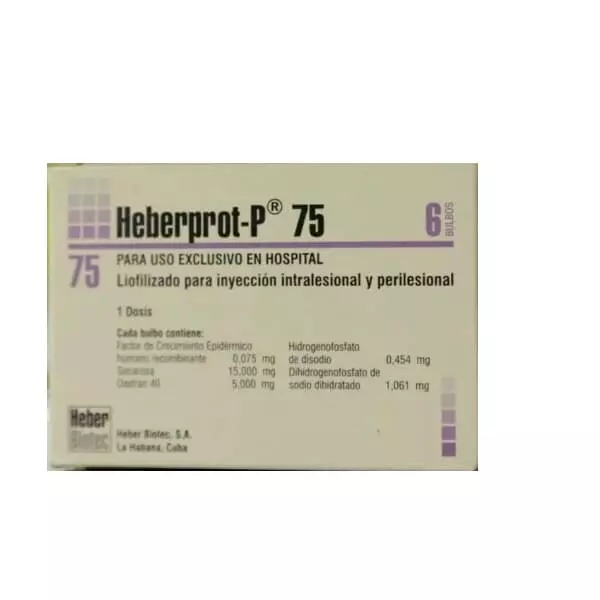 Heberprot-P® 75
6 BULBOS
75
PARA USO EXCLUSIVO EN HOSPITAL
Liofilizado para inyección intralesional y perilesional
1 Dosis
Cada bulbo contiene:
Factor de Crecimiento Epidérmico
humano recombinante 0,075 mg
Sacarosa 15,000 mg
Dextran 40 5,000 mg
Hidrogenofosfato
de disodio 0,454 mg
Dihidrogenofosfato de
sodio dihidratado 1,061 mg
Heber
Biotec
Heber Biotec, S.A.
La Habana, Cuba